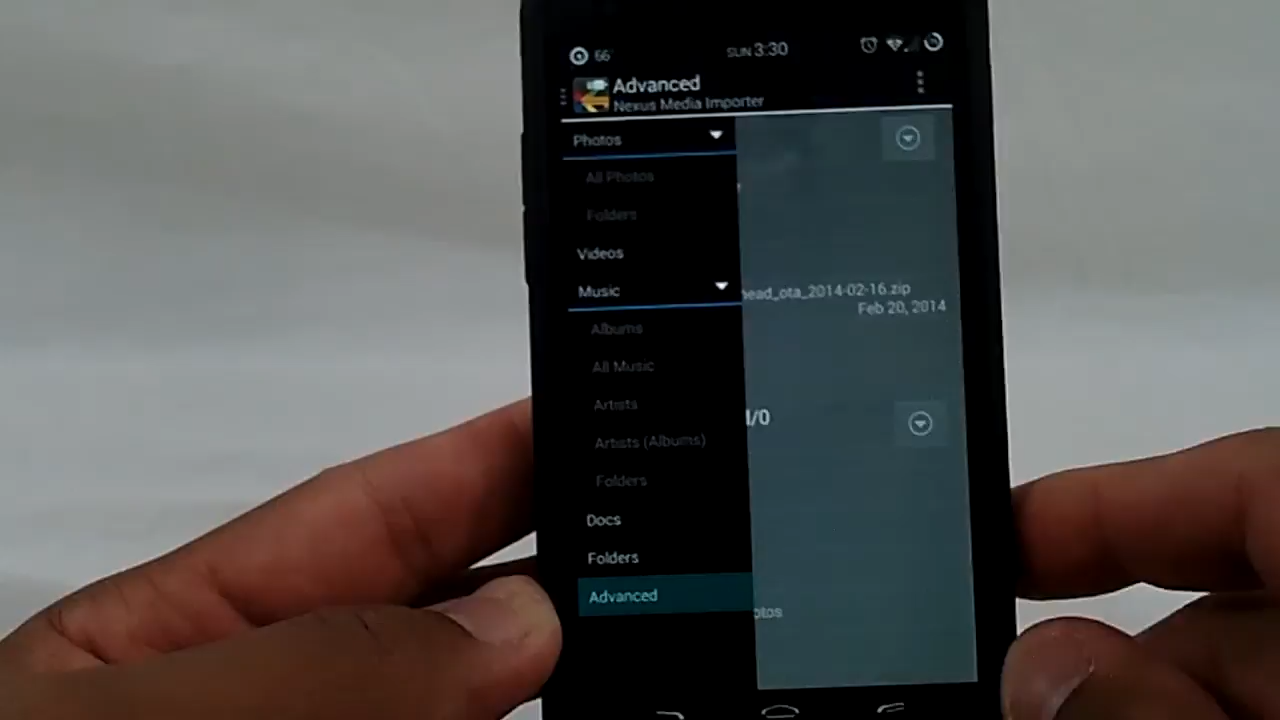 66°
SUN 3:30
Advanced
Nexus Media Importer
Photos
All Photos
Folders
Videos
Music
ead_ota_2014-02-16.zip
Feb 20, 2014
Albums
All Music
Artists
/0
Artists (Albums)
Folders
Docs
Folders
Advanced
otos